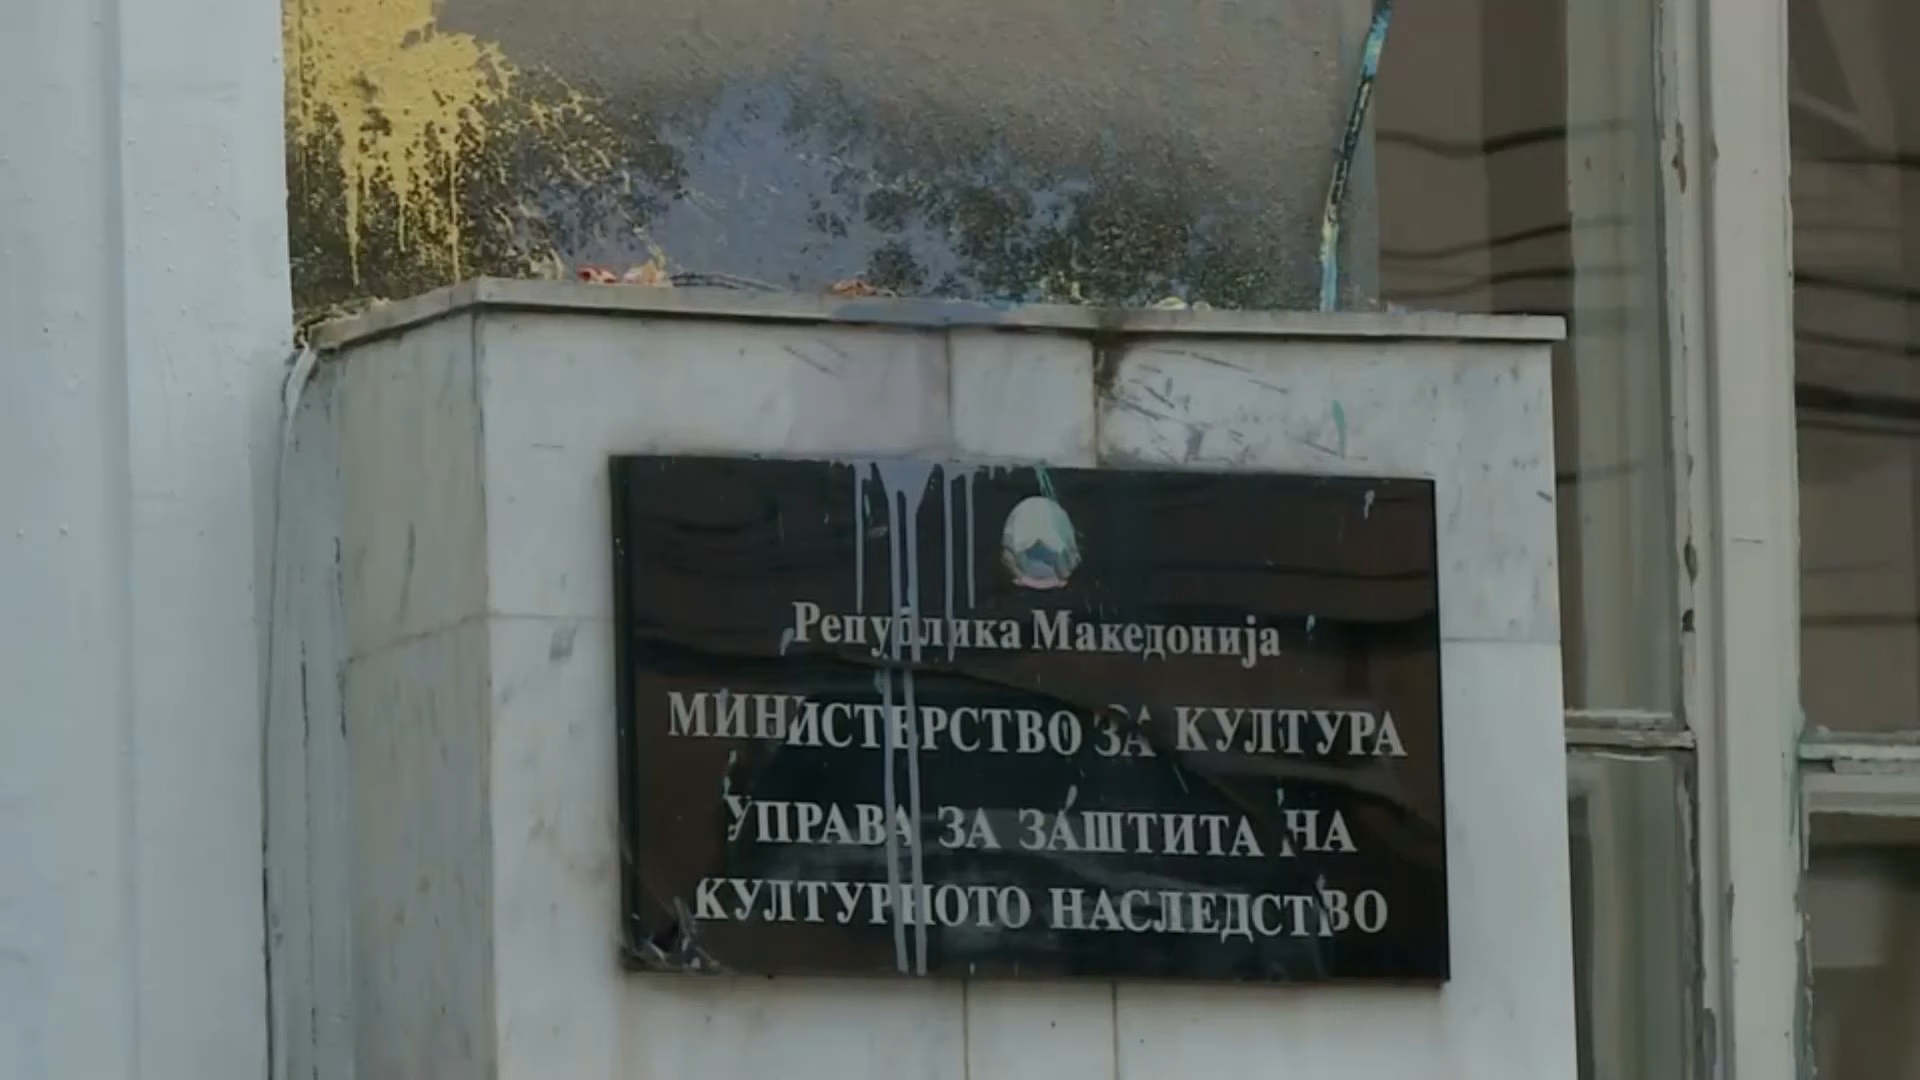 Република Македонија
МИНИСТЕРСТВО ЗА КУЛТУРА
УПРАВА ЗА ЗАШТИТА НА
КУЛТУРНОТО НАСЛЕДСТВО